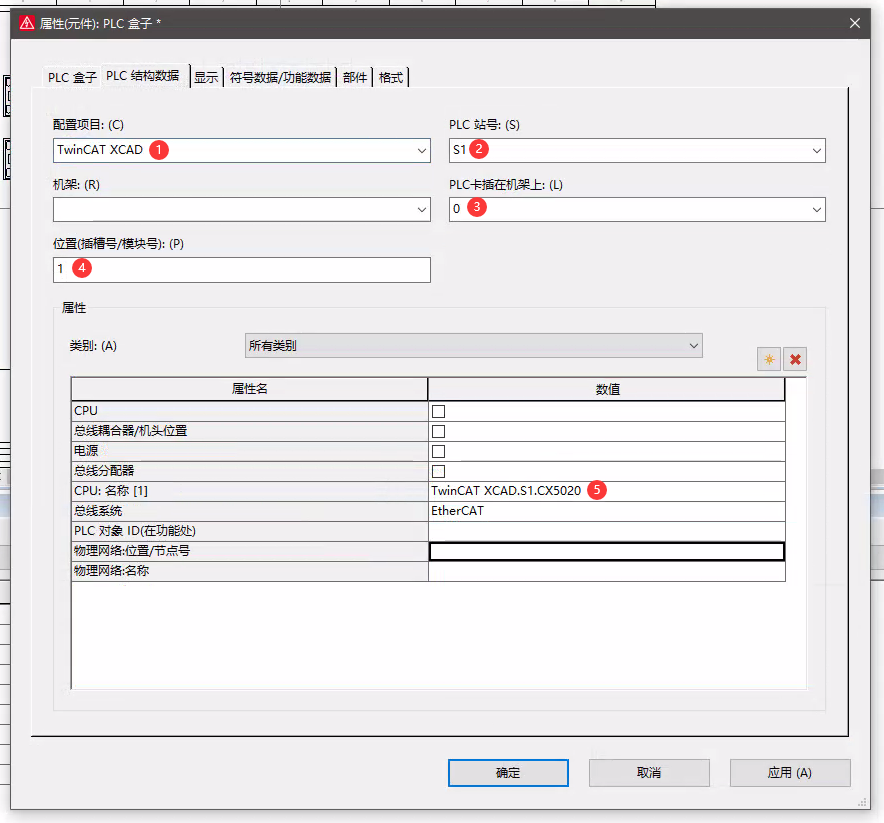 属性(元件): PLC 盒子 *
PLC 盒子 PLC 结构数据 显示 符号数据/功能数据 部件 格式
配置项目: (C) PLC 站号: (S)
TwinCAT XCAD 1 S1 2
机架: (R) PLC卡插在机架上: (L)
0 3
位置(插槽号/模块号): (P)
1 4
属性
类别: (A) 所有类别
属性名 数值
CPU
总线耦合器/机头位置
电源
总线分配器
CPU: 名称 [1] TwinCAT XCAD.S1.CX5020 5
总线系统 EtherCAT
PLC 对象 ID(在功能处)
物理网络:位置/节点号
物理网络:名称
确定 取消 应用 (A)